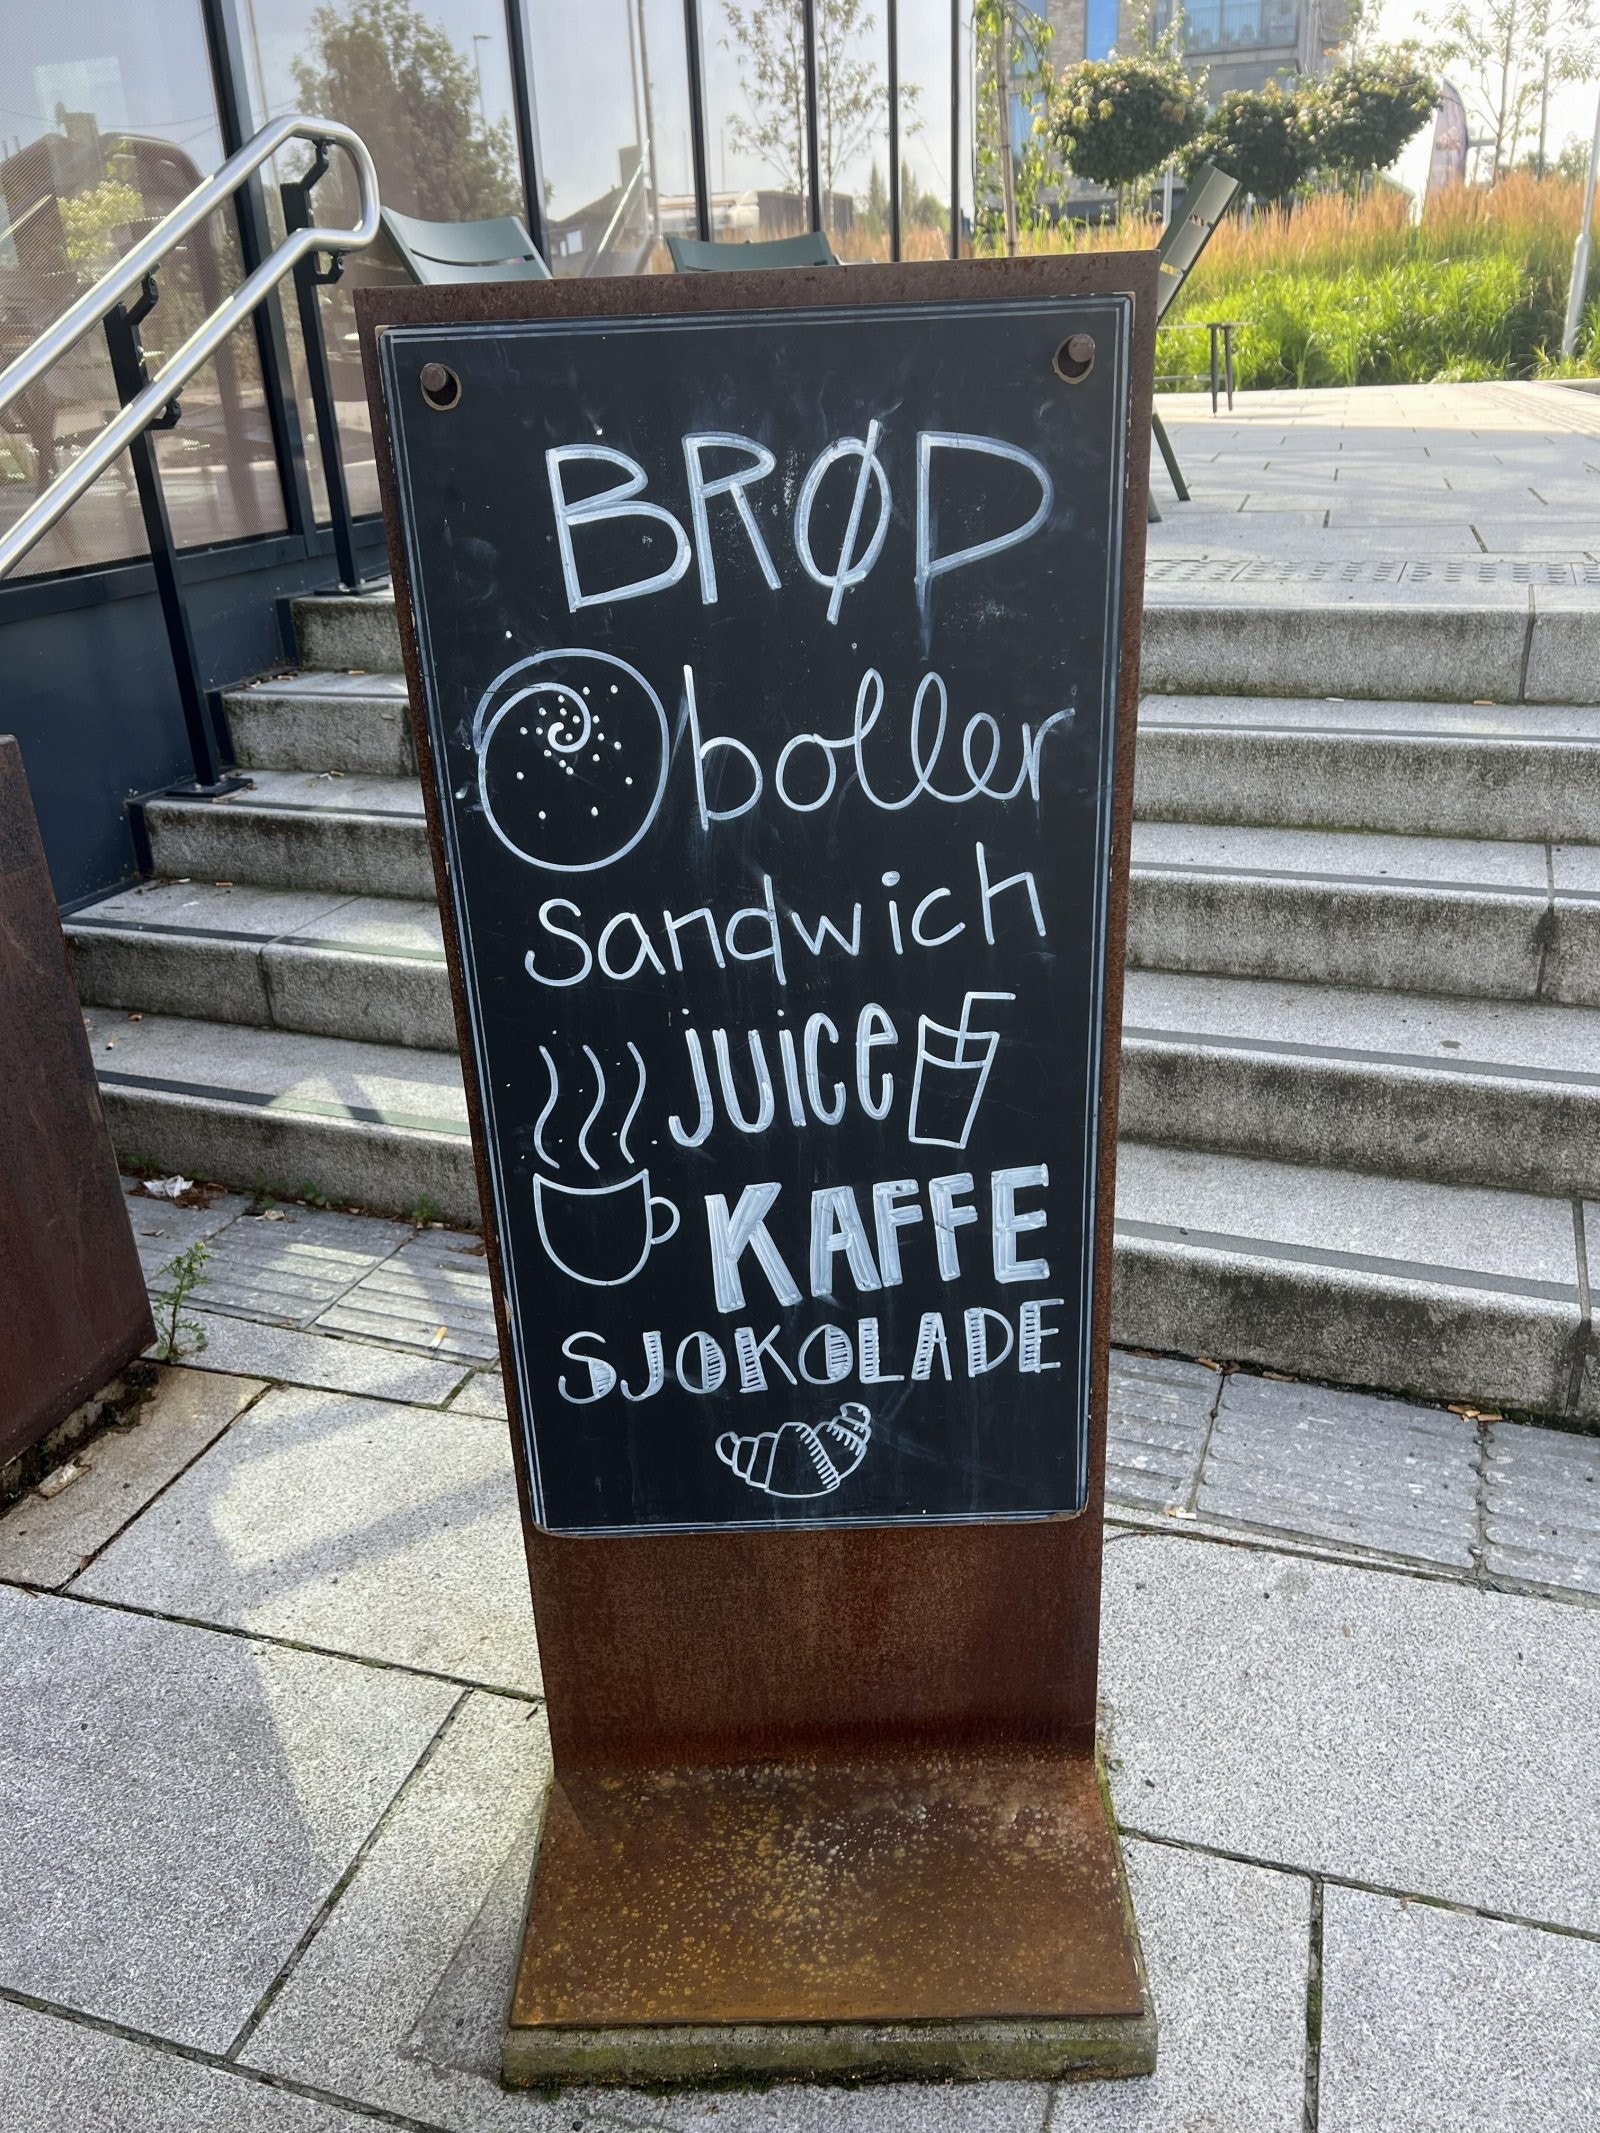 BRØD
boller
sandwich
juice
KAFFE
SJOKOLADE